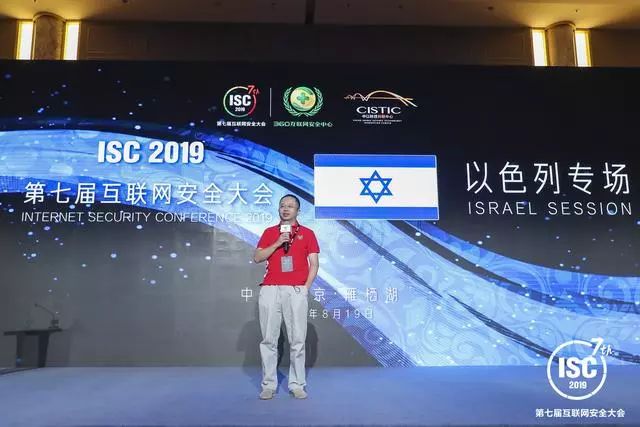 ISC 7th
2019
第七届互联网安全大会
360互联网安全中心
CISTIC
ISC 2019
第七届互联网安全大会
INTERNET SECURITY CONFERENCE 2019
以色列专场
ISRAEL SESSION
中
京·雁栖湖
年8月19日
ISC 7th
2019
第七届互联网安全大会